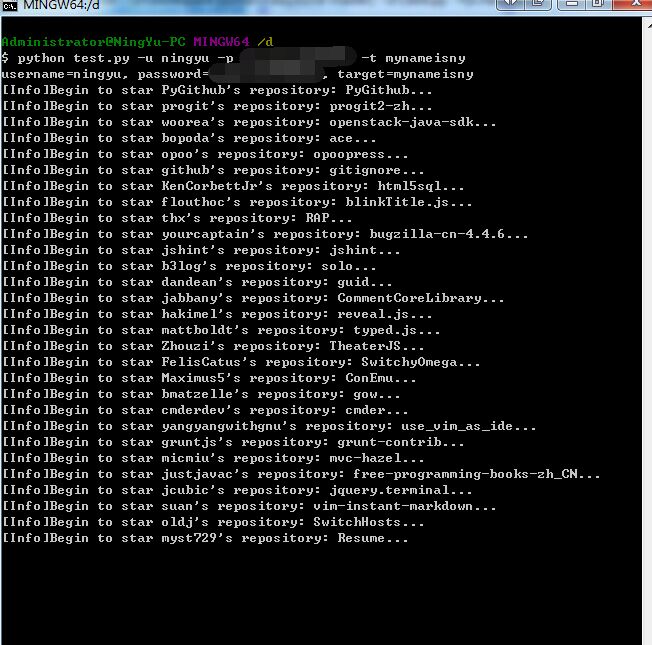 MINGW64:/d
Administrator@NingYu-PC MINGW64 /d
$ python test.py -u ningyu -p -t mynameisny
username=ningyu, password= , target=mynameisny
[Info]Begin to star PyGithub's repository: PyGithub...
[Info]Begin to star progit's repository: progit2-zh...
[Info]Begin to star woorea's repository: openstack-java-sdk...
[Info]Begin to star bopoda's repository: ace...
[Info]Begin to star opoo's repository: opoopress...
[Info]Begin to star github's repository: gitignore...
[Info]Begin to star KenCorbettJr's repository: html5sql...
[Info]Begin to star flouthoc's repository: blinkTitle.js...
[Info]Begin to star thx's repository: RAP...
[Info]Begin to star yourcaptain's repository: bugzilla-cn-4.4.6...
[Info]Begin to star jshint's repository: jshint...
[Info]Begin to star b3log's repository: solo...
[Info]Begin to star dandean's repository: guid...
[Info]Begin to star jabbany's repository: CommentCoreLibrary...
[Info]Begin to star hakimel's repository: reveal.js...
[Info]Begin to star mattboldt's repository: typed.js...
[Info]Begin to star Zhouzi's repository: TheaterJS...
[Info]Begin to star FelisCatus's repository: SwitchyOmega...
[Info]Begin to star Maximus5's repository: ConEmu...
[Info]Begin to star bmatzelle's repository: gow...
[Info]Begin to star cmderdev's repository: cmder...
[Info]Begin to star yangyangwithgnu's repository: use_vim_as_ide...
[Info]Begin to star gruntjs's repository: grunt-contrib...
[Info]Begin to star micmiu's repository: mvc-hazel...
[Info]Begin to star justjavac's repository: free-programming-books-zh_CN...
[Info]Begin to star jcubic's repository: jquery.terminal...
[Info]Begin to star suan's repository: vim-instant-markdown...
[Info]Begin to star oldj's repository: SwitchHosts...
[Info]Begin to star myst729's repository: Resume...